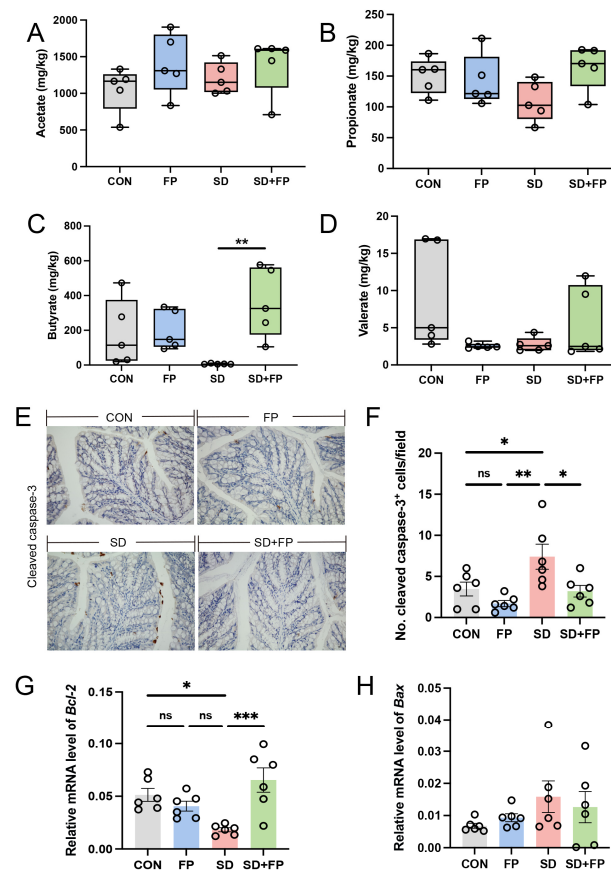 A
Acetate (mg/kg)
2000
1500
1000
500
0
CON FP SD SD+FP
B
Propionate (mg/kg)
250
200
150
100
50
0
CON FP SD SD+FP
C
Butyrate (mg/kg)
800
600
400
200
0
**
CON FP SD SD+FP
D
Valerate (mg/kg)
20
15
10
5
0
CON FP SD SD+FP
E
Cleaved caspase-3
CON FP
SD SD+FP
F
No. cleaved caspase-3⁺ cells/field
20
15
10
5
0
*
ns ** *
CON FP SD SD+FP
G
Relative mRNA level of Bcl-2
0.15
0.10
0.05
0.00
*
ns ns ***
CON FP SD SD+FP
H
Relative mRNA level of Bax
0.05
0.04
0.03
0.02
0.01
0.00
CON FP SD SD+FP